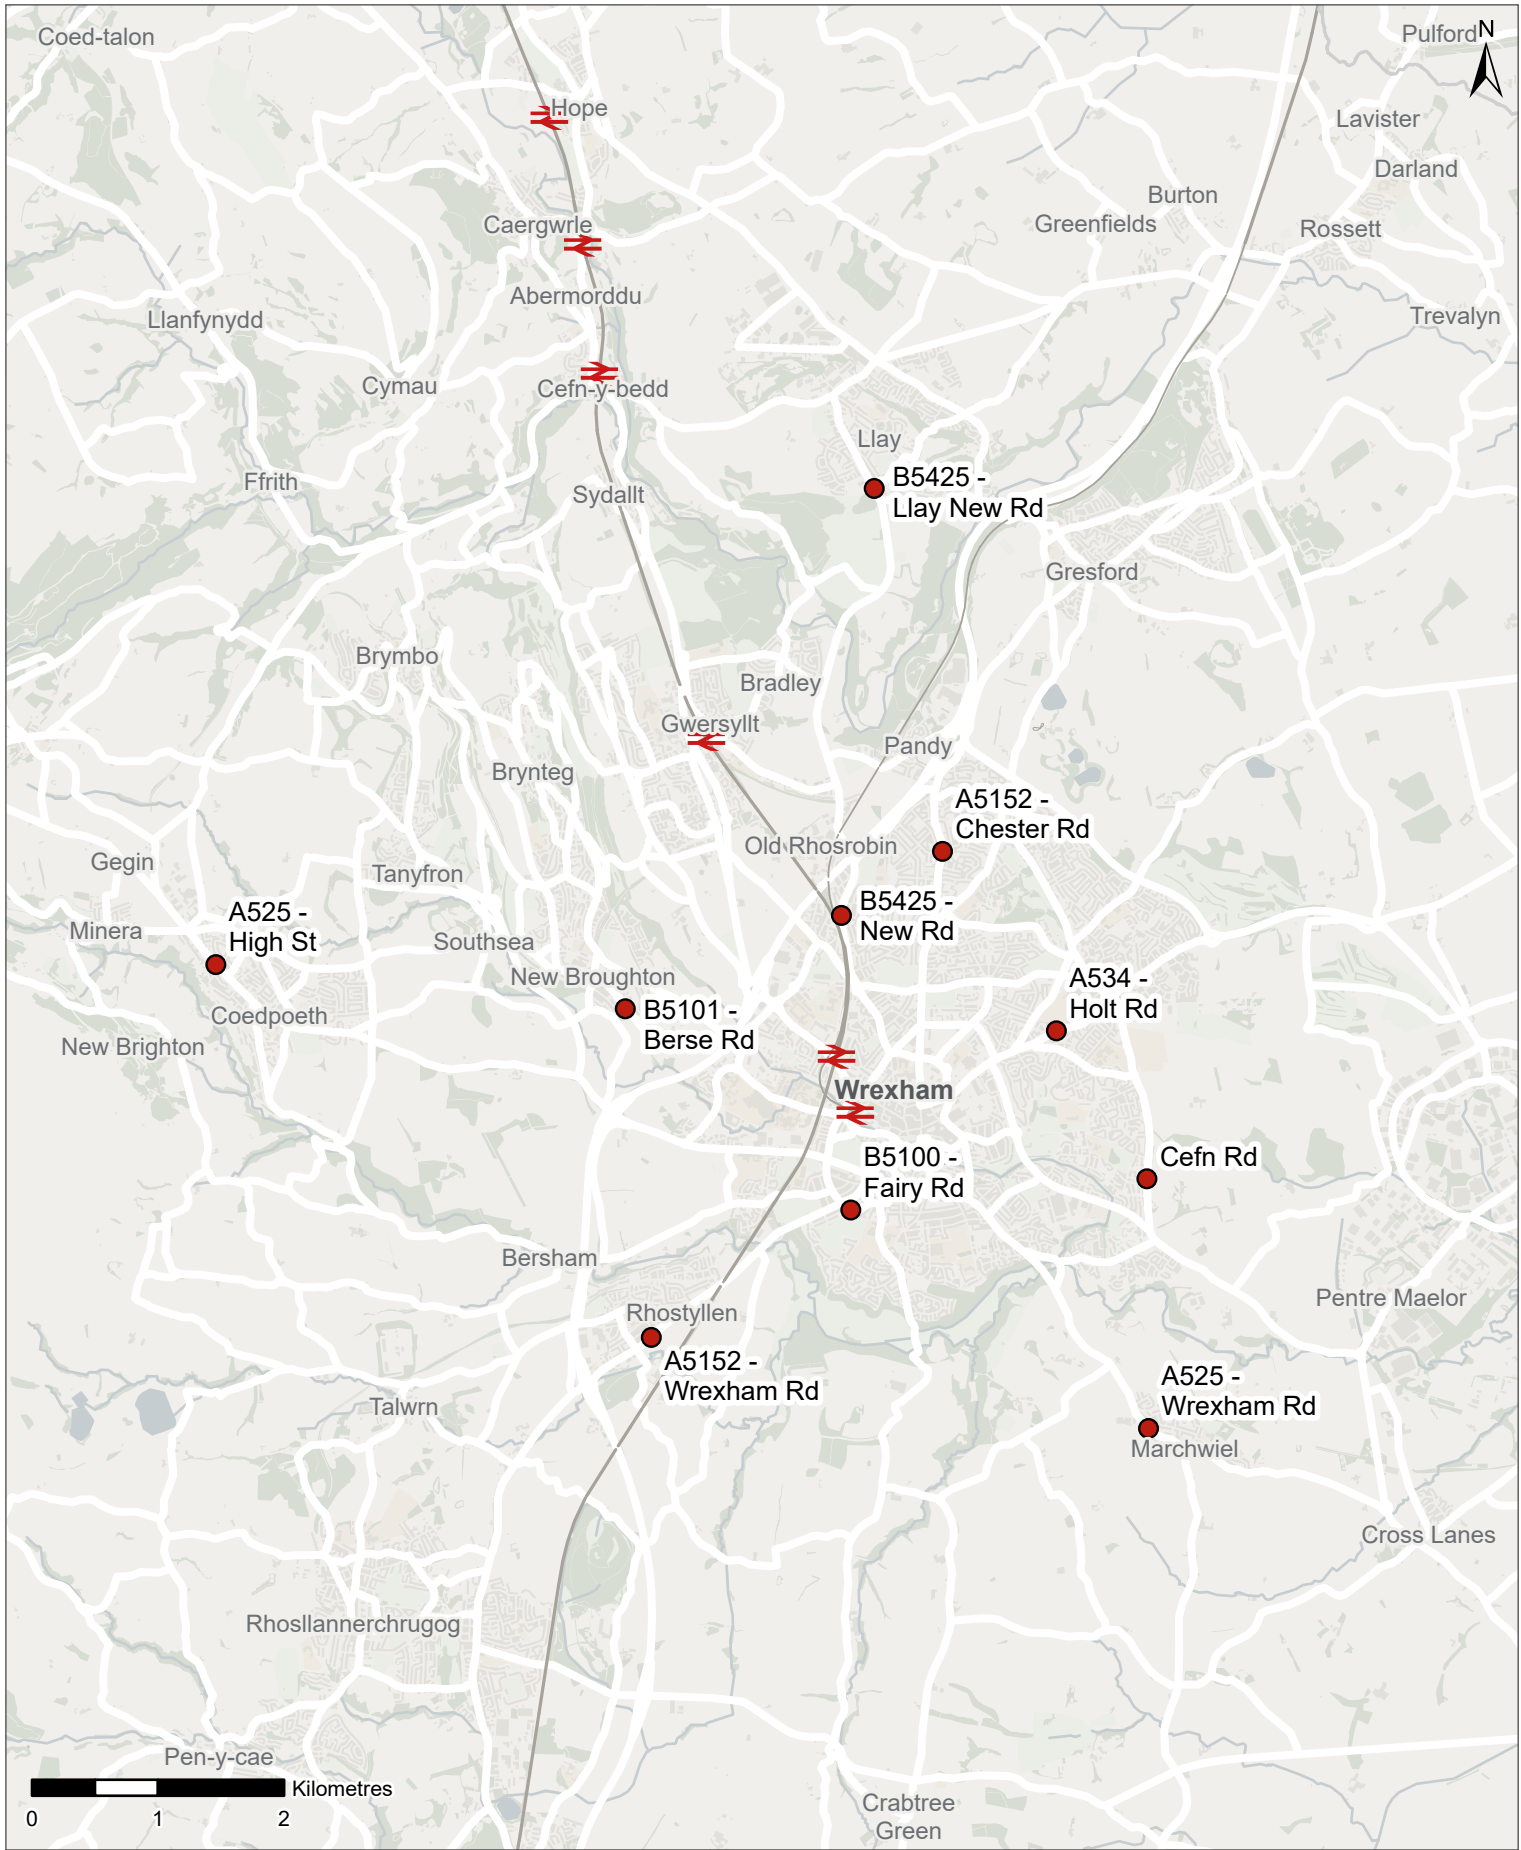 Coed-talon
Pulford
N
Hope
Lavister
Darland
Burton
Caergwrle
Greenfields
Rossett
Abermorddu
Llanfynydd
Trevalyn
Cymau
Cefn-y-bedd
Llay
Ffrith
Sydallt
B5425 -
Llay New Rd
Gresford
Brymbo
Bradley
Gwersyllt
Pandy
Brynteg
A5152 -
Chester Rd
Old Rhosrobin
Gegin
Tanyfron
B5425 -
New Rd
A525 -
High St
Minera
Southsea
New Broughton
A534 -
Holt Rd
Coedpoeth
B5101 -
Berse Rd
New Brighton
Wrexham
B5100 -
Fairy Rd
Cefn Rd
Bersham
Pentre Maelor
Rhostyllen
A5152 -
Wrexham Rd
A525 -
Wrexham Rd
Talwrn
Marchwiel
Cross Lanes
Rhosllannerchrugog
Pen-y-cae
Kilometres
0 1 2
Crabtree
Green